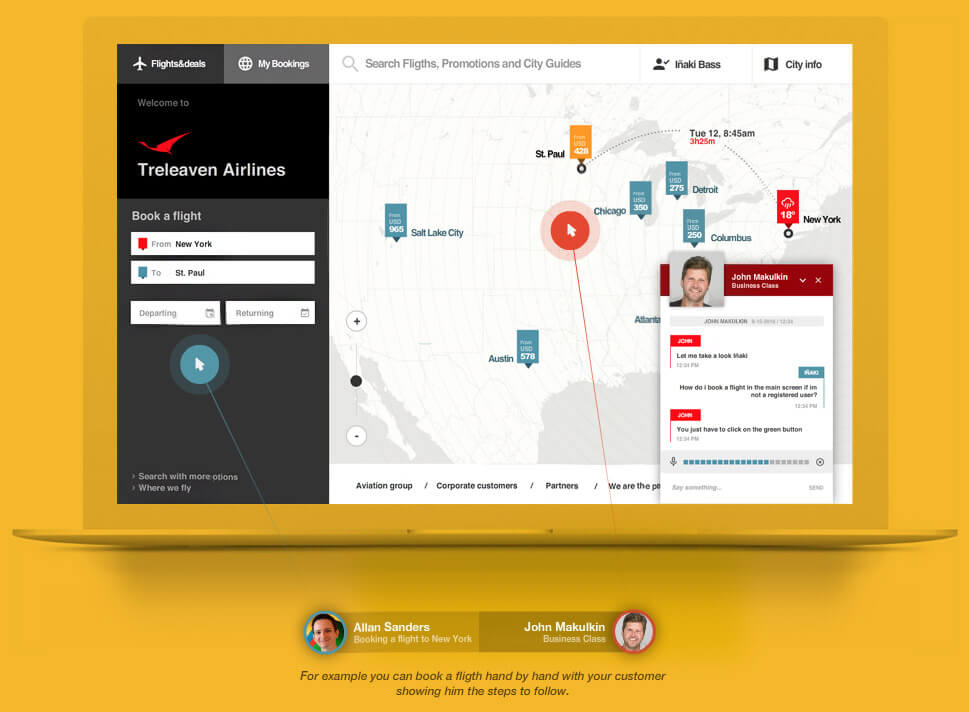 Flights&deals
My Bookings
Search Fligths, Promotions and City Guides
Iñaki Bass
City info
Welcome to
Treleaven Airlines
Book a flight
From New York
To St. Paul
Departing
Returning
Search with more otions
Where we fly
Tue 12, 8:45am
3h25m
St. Paul
From
USD
428
From
USD
275
Detroit
Chicago
From
USD
350
18°
New York
From
USD
965
Salt Lake City
From
USD
250
Columbus
Atlanta
Austin
From
USD
578
+
-
John Makulkin
Business Class
JOHN MAKULKIN 9-15-2016 / 12:34
JOHN
Let me take a look Iñaki
12:34 PM
IÑAKI
How do i book a flight in the main screen if im
not a registered user?
12:34 PM
JOHN
You just have to click on the green button
12:34 PM
Say something...
SEND
Aviation group / Corporate customers / Partners / We are the pa
Allan Sanders
Booking a flight to New York
John Makulkin
Business Class
For example you can book a fligth hand by hand with your customer
showing him the steps to follow.